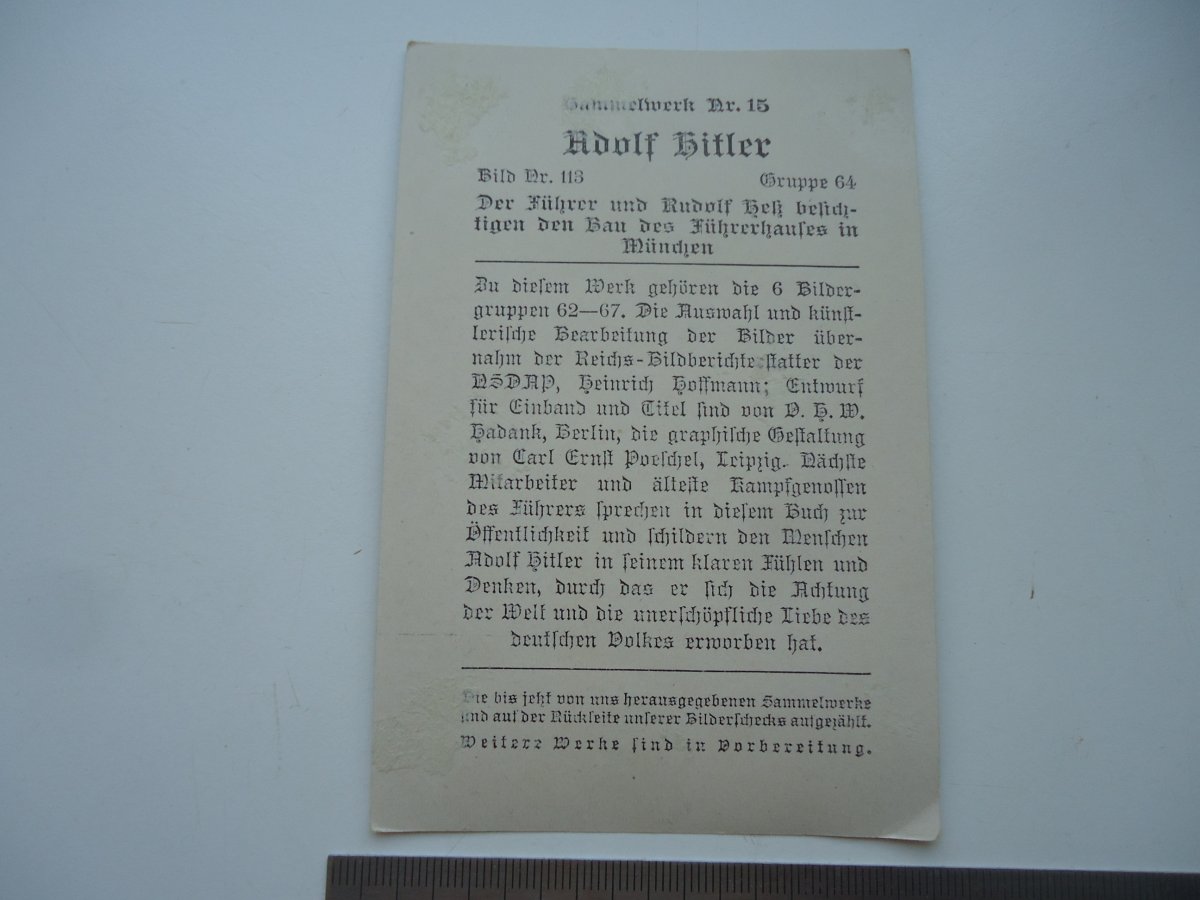 Sammelwerk Nr. 15
Adolf Hitler
Bild Nr. 113 Gruppe 64
Der Führer und Rudolf Heß besich-
tigen den Bau des Führerhauses in
München
Zu diesem Werk gehören die 6 Bilder-
gruppen 62—67. Die Auswahl und künst-
lerische Bearbeitung der Bilder über-
nahm der Reichs-Bildberichterstatter der
NSDAP, Heinrich Hoffmann; Entwurf
für Einband und Titel sind von O. H. W.
Hadank, Berlin, die graphische Gestaltung
von Carl Ernst Poeschel, Leipzig. Nächste
Mitarbeiter und älteste Kampfgenossen
des Führers sprechen in diesem Buch zur
Öffentlichkeit und schildern den Menschen
Adolf Hitler in seinem klaren Fühlen und
Denken, durch das er sich die Achtung
der Welt und die unerschöpfliche Liebe des
deutschen Volkes erworben hat.
Die bis jetzt von uns herausgegebenen Sammelwerke
sind auf der Rückseite unserer Bilderschecks aufgezählt.
Weitere Werke sind in Vorbereitung.